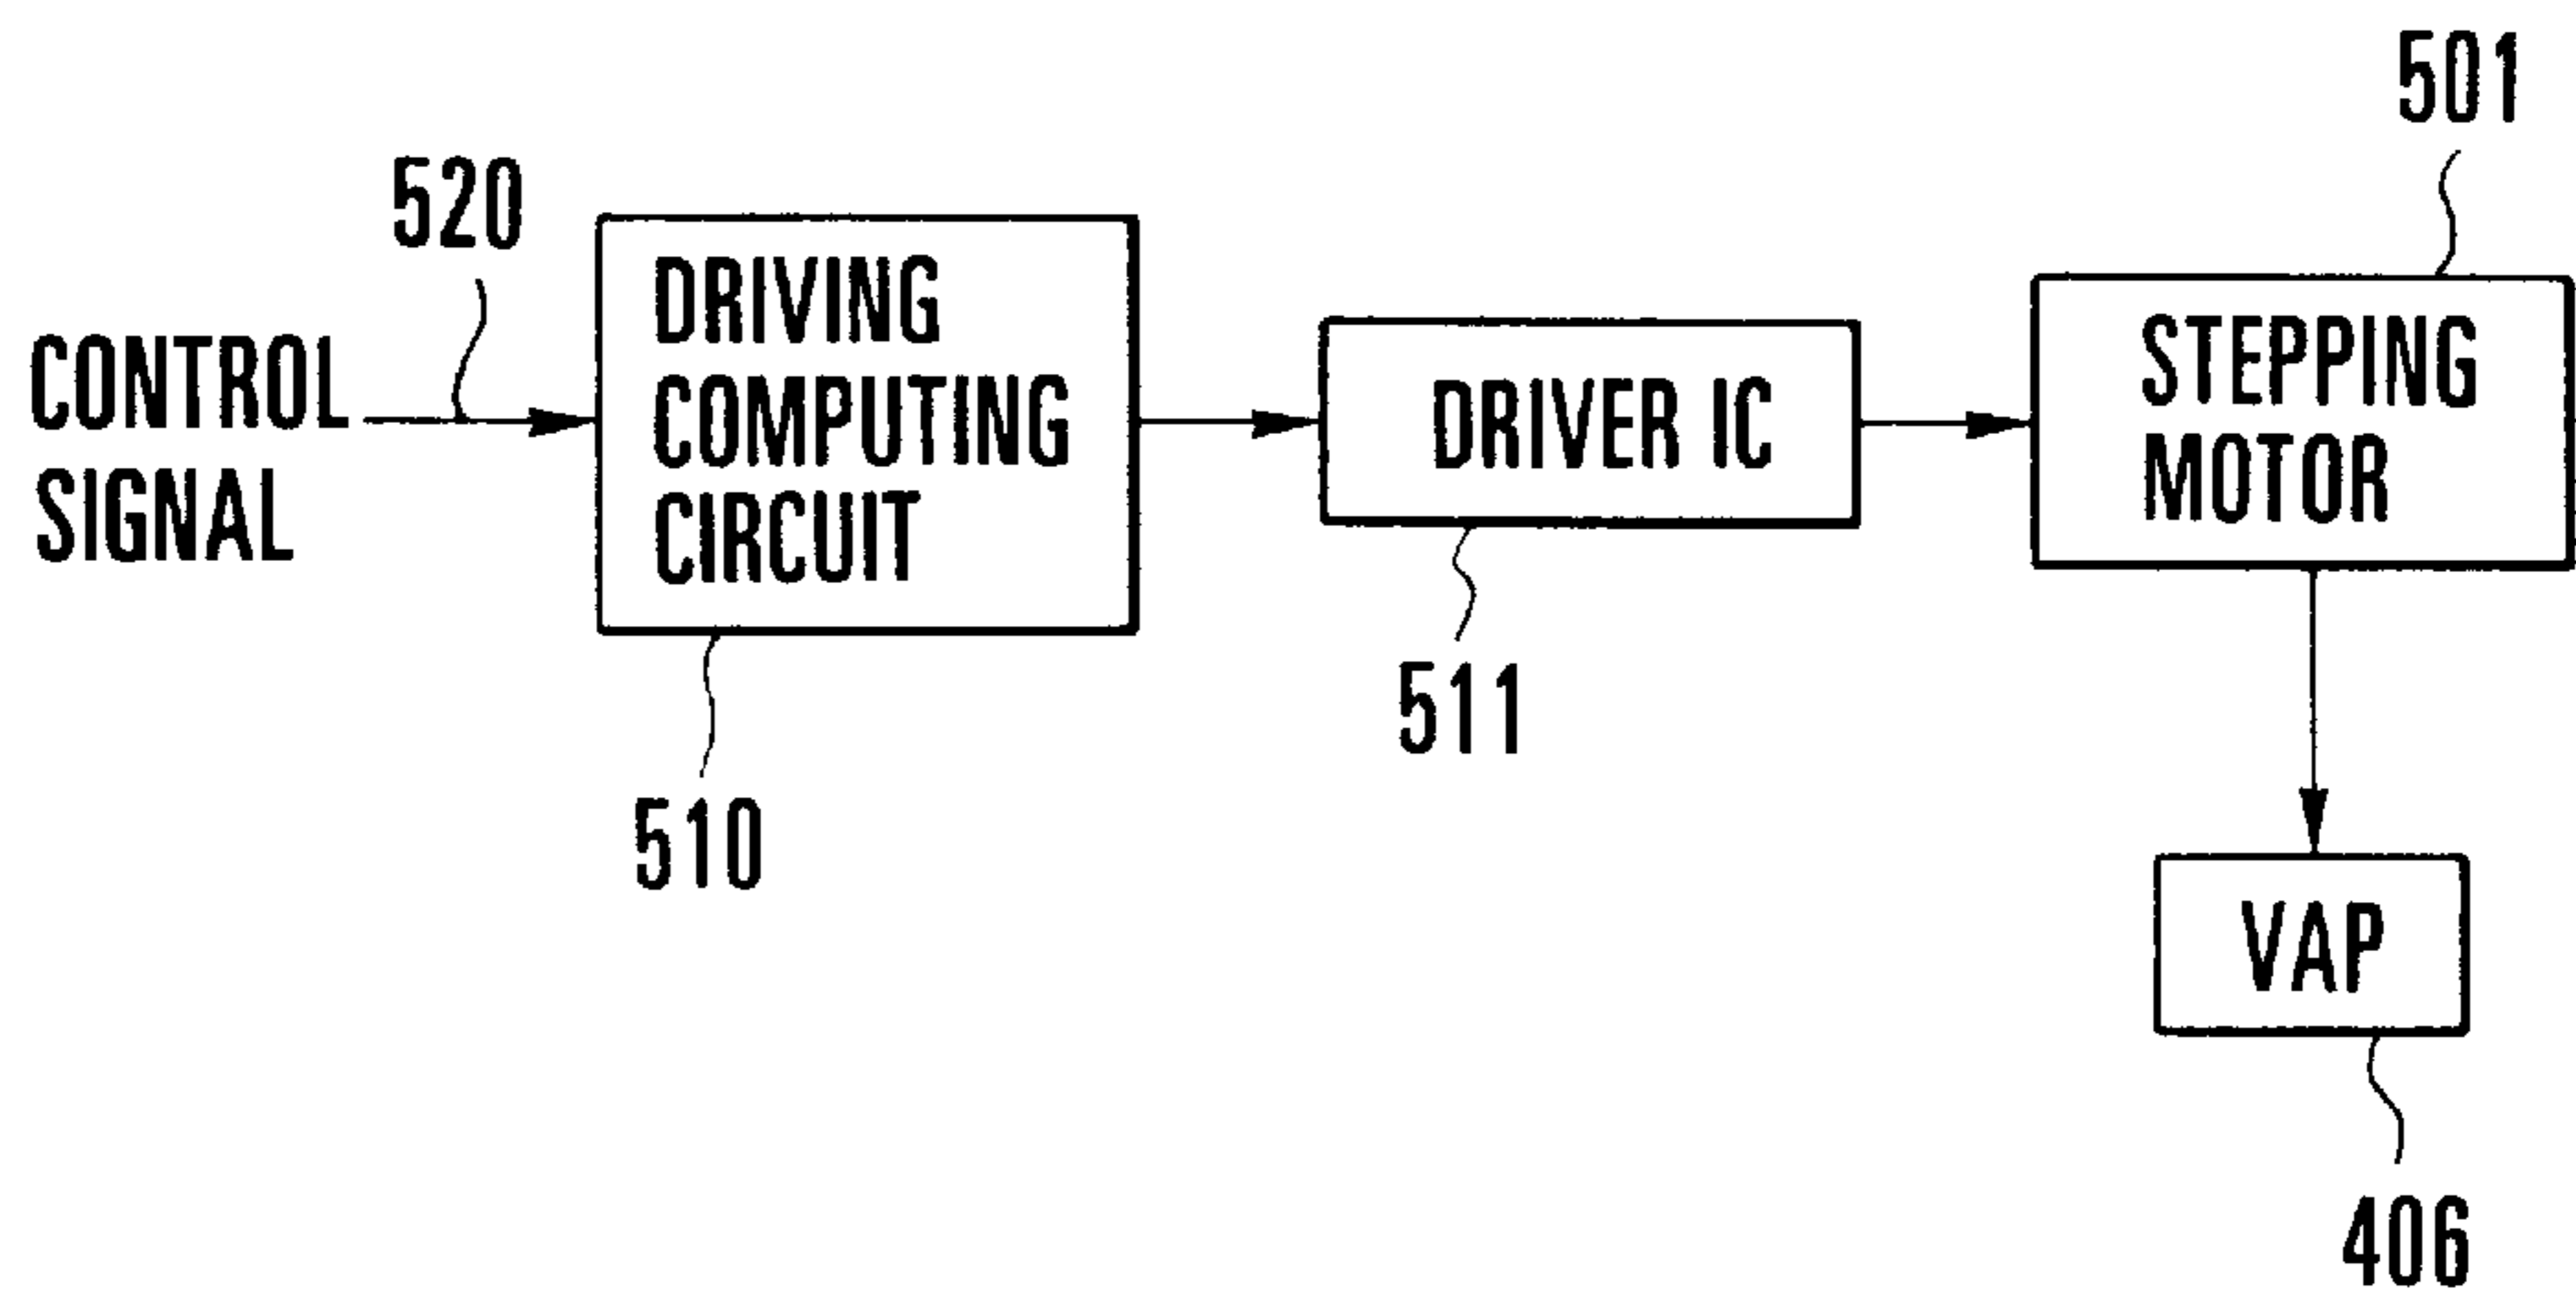 520
CONTROL
SIGNAL
DRIVING
COMPUTING
CIRCUIT
510
DRIVER IC
511
501
STEPPING
MOTOR
VAP
406